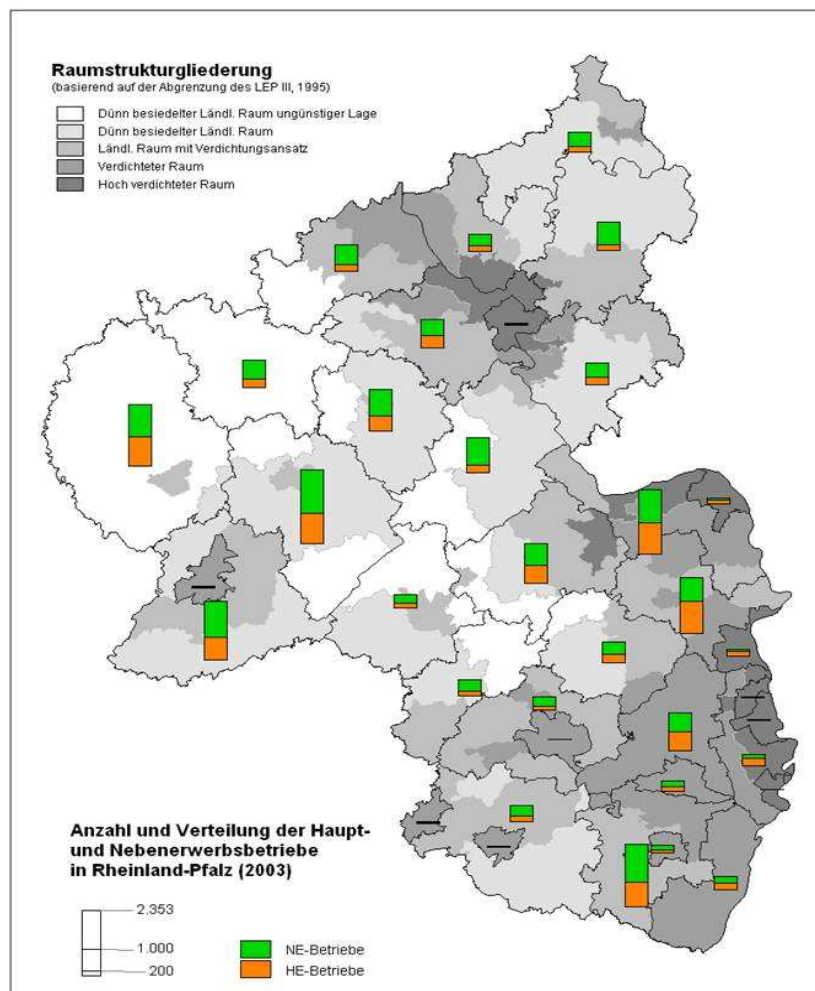 Raumstrukturgliederung
(basierend auf der Abgrenzung des LEP III, 1995)
Dünn besiedelter Ländl. Raum ungünstiger Lage
Dünn besiedelter Ländl. Raum
Ländl. Raum mit Verdichtungsansatz
Verdichteter Raum
Hoch verdichteter Raum
Anzahl und Verteilung der Haupt-
und Nebenerwerbsbetriebe
in Rheinland-Pfalz (2003)
2.353
1.000
200
NE-Betriebe
HE-Betriebe